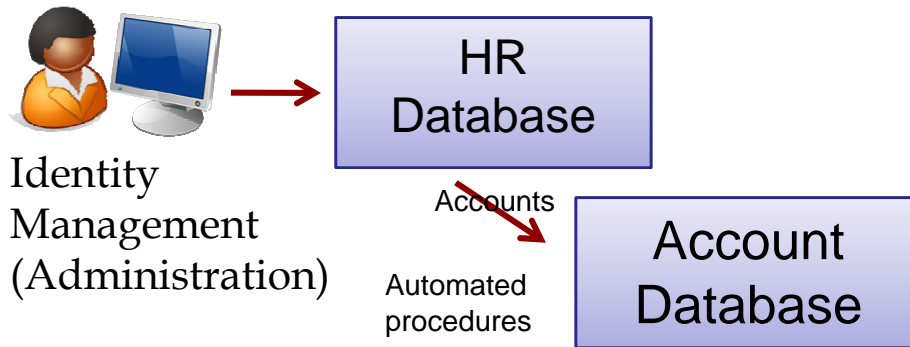 HR
Database
Identity
Management
(Administration)
Accounts
Account
Database
Automated
procedures